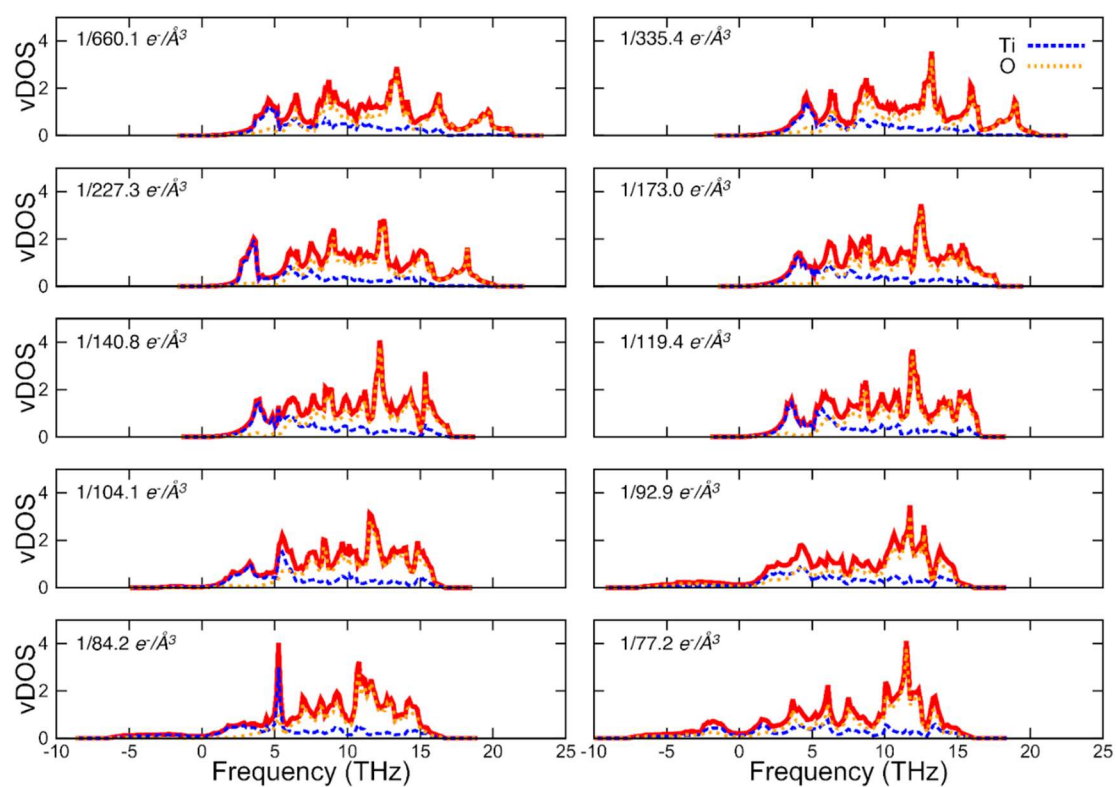 1/660.1 e⁻/Å³
1/335.4 e⁻/Å³
Ti
O
vDOS
4
2
0
1/227.3 e⁻/Å³
1/173.0 e⁻/Å³
vDOS
4
2
0
1/140.8 e⁻/Å³
1/119.4 e⁻/Å³
vDOS
4
2
0
1/104.1 e⁻/Å³
1/92.9 e⁻/Å³
vDOS
4
2
0
1/84.2 e⁻/Å³
1/77.2 e⁻/Å³
vDOS
4
2
0
-10 -5 0 5 10 15 20 25 -10 -5 0 5 10 15 20 25
Frequency (THz) Frequency (THz)